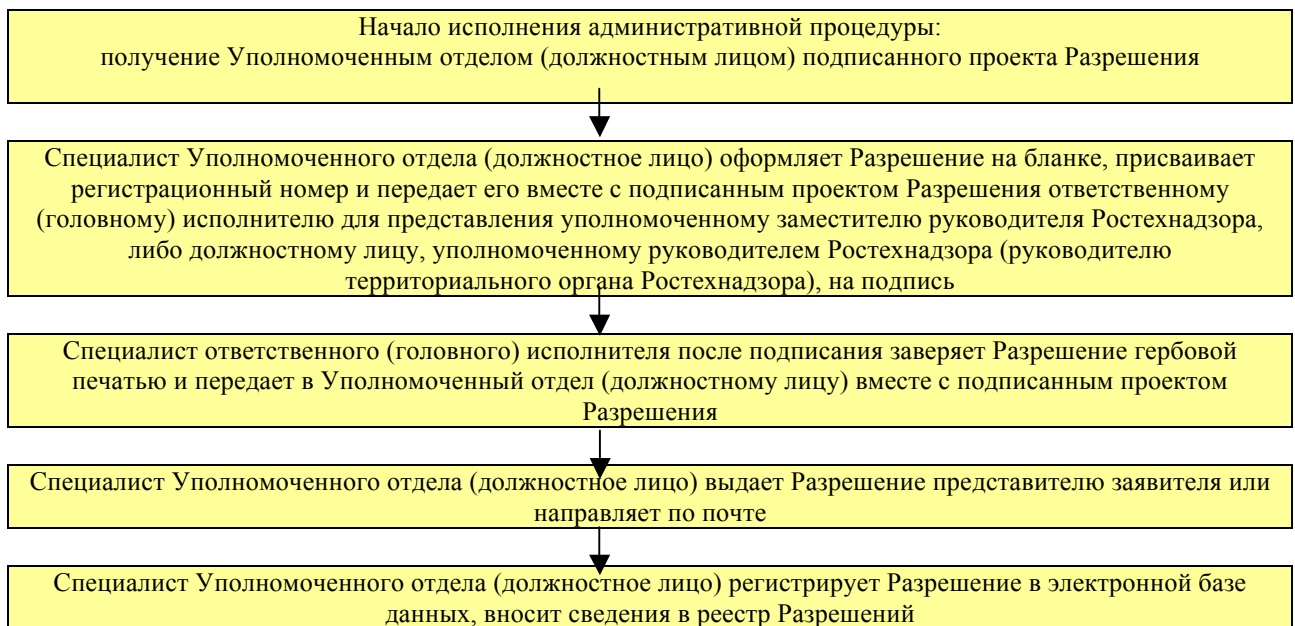 Начало исполнения административной процедуры:
получение Уполномоченным отделом (должностным лицом) подписанного проекта Разрешения
Специалист Уполномоченного отдела (должностное лицо) оформляет Разрешение на бланке, присваивает
регистрационный номер и передает его вместе с подписанным проектом Разрешения ответственному
(головному) исполнителю для представления уполномоченному заместителю руководителя Ростехнадзора,
либо должностному лицу, уполномоченному руководителем Ростехнадзора (руководителю
территориального органа Ростехнадзора), на подпись
Специалист ответственного (головного) исполнителя после подписания заверяет Разрешение гербовой
печатью и передает в Уполномоченный отдел (должностному лицу) вместе с подписанным проектом
Разрешения
Специалист Уполномоченного отдела (должностное лицо) выдает Разрешение представителю заявителя или
направляет по почте
Специалист Уполномоченного отдела (должностное лицо) регистрирует Разрешение в электронной базе
данных, вносит сведения в реестр Разрешений